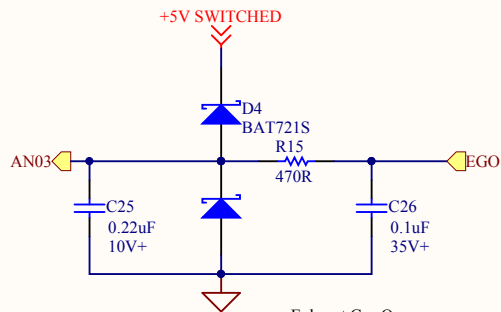 +5V SWITCHED
D4
BAT721S
R15
470R
AN03
EGO
C25
0.22uF
10V+
C26
0.1uF
35V+